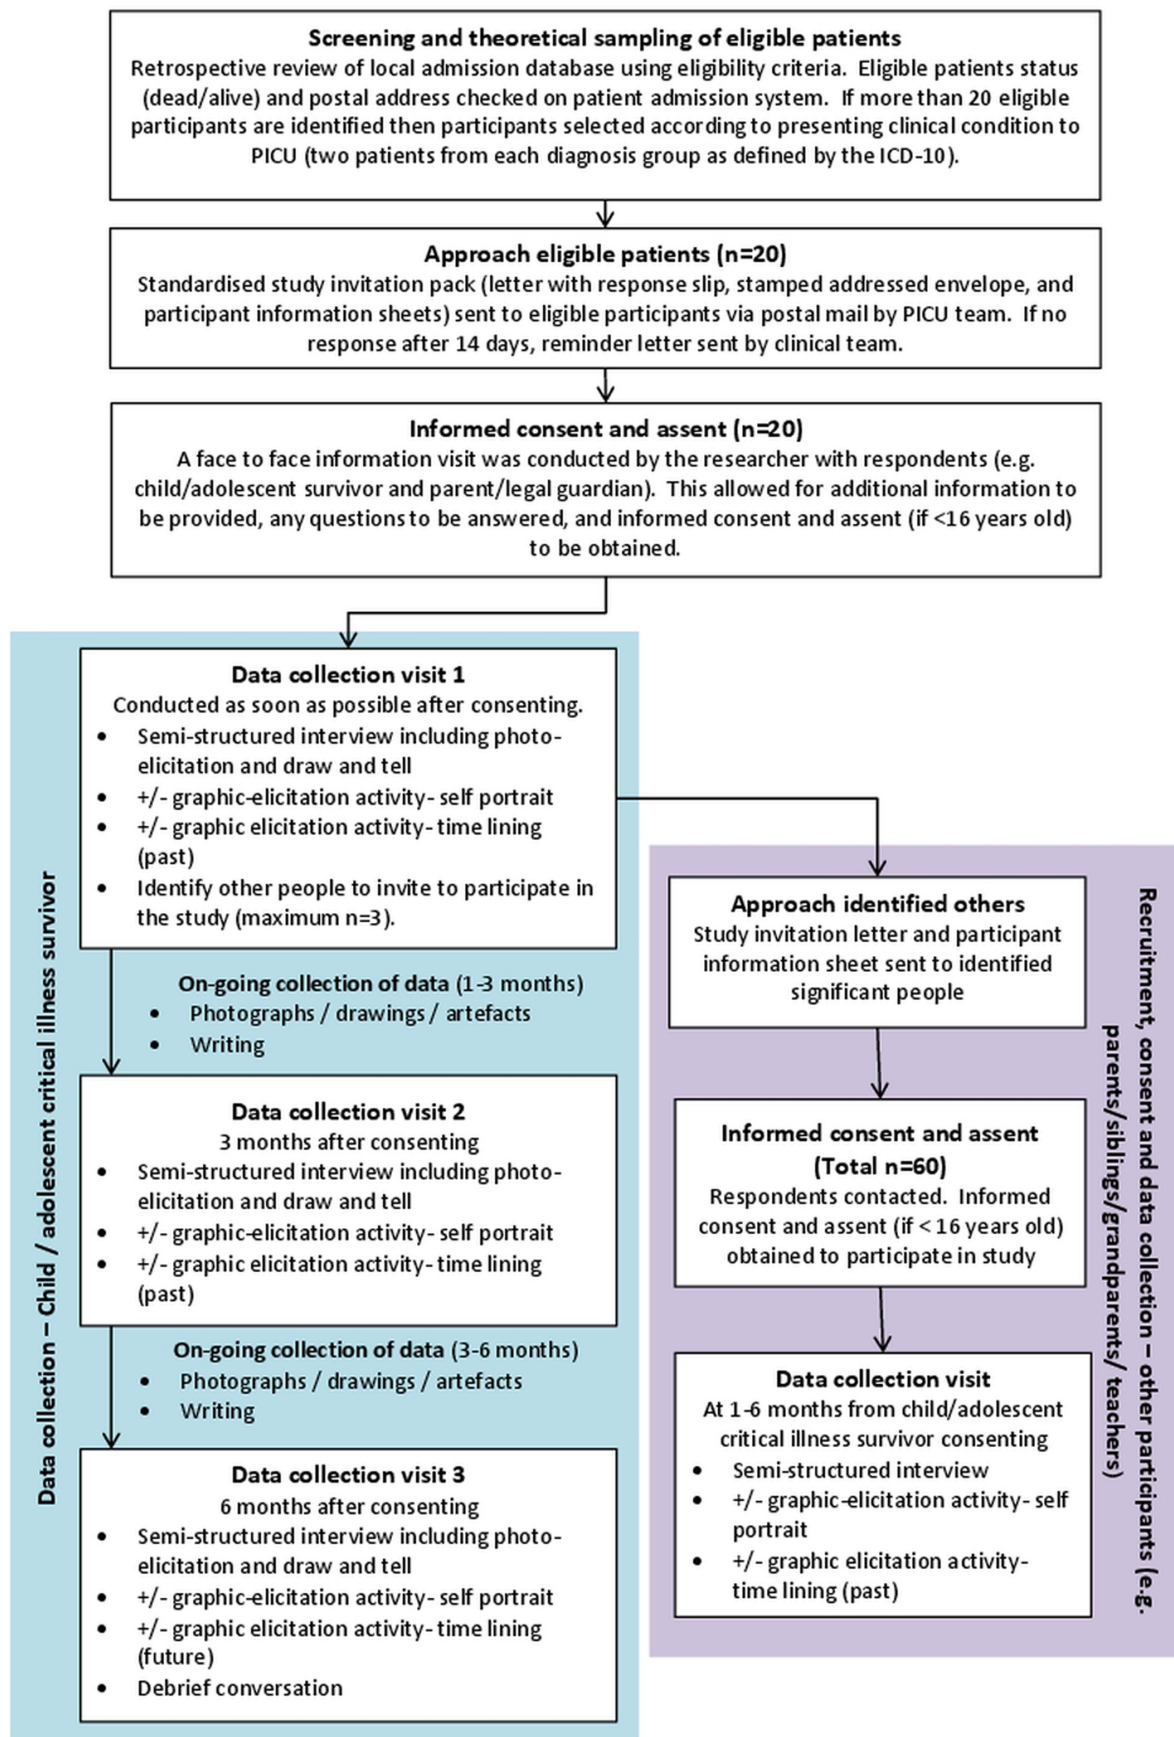 Screening and theoretical sampling of eligible patients
Retrospective review of local admission database using eligibility criteria.  Eligible patients status
(dead/alive) and postal address checked on patient admission system.  If more than 20 eligible
participants are identified then participants selected according to presenting clinical condition to
PICU (two patients from each diagnosis group as defined by the ICD-10).
Approach eligible patients (n=20)
Standardised study invitation pack (letter with response slip, stamped addressed envelope, and
participant information sheets) sent to eligible participants via postal mail by PICU team.  If no
response after 14 days, reminder letter sent by clinical team.
Informed consent and assent (n=20)
A face to face information visit was conducted by the researcher with respondents (e.g.
child/adolescent survivor and parent/legal guardian).  This allowed for additional information to
be provided, any questions to be answered, and informed consent and assent (if <16 years old)
to be obtained.
Data collection – Child / adolescent critical illness survivor
Data collection visit 1
Conducted as soon as possible after consenting.
• Semi-structured interview including photo-
elicitation and draw and tell
• +/- graphic-elicitation activity- self portrait
• +/- graphic elicitation activity- time lining
(past)
• Identify other people to invite to participate in
the study (maximum n=3).
On-going collection of data (1-3 months)
• Photographs / drawings / artefacts
• Writing
Data collection visit 2
3 months after consenting
• Semi-structured interview including photo-
elicitation and draw and tell
• +/- graphic-elicitation activity- self portrait
• +/- graphic elicitation activity- time lining
(past)
On-going collection of data (3-6 months)
• Photographs / drawings / artefacts
• Writing
Data collection visit 3
6 months after consenting
• Semi-structured interview including photo-
elicitation and draw and tell
• +/- graphic-elicitation activity- self portrait
• +/- graphic elicitation activity- time lining
(future)
• Debrief conversation
Recruitment, consent and data collection – other participants (e.g.
parents/siblings/grandparents/ teachers)
Approach identified others
Study invitation letter and participant
information sheet sent to identified
significant people
Informed consent and assent
(Total n=60)
Respondents contacted.  Informed
consent and assent (if < 16 years old)
obtained to participate in study
Data collection visit
At 1-6 months from child/adolescent
critical illness survivor consenting
• Semi-structured interview
• +/- graphic-elicitation activity- self
portrait
• +/- graphic elicitation activity-
time lining (past)